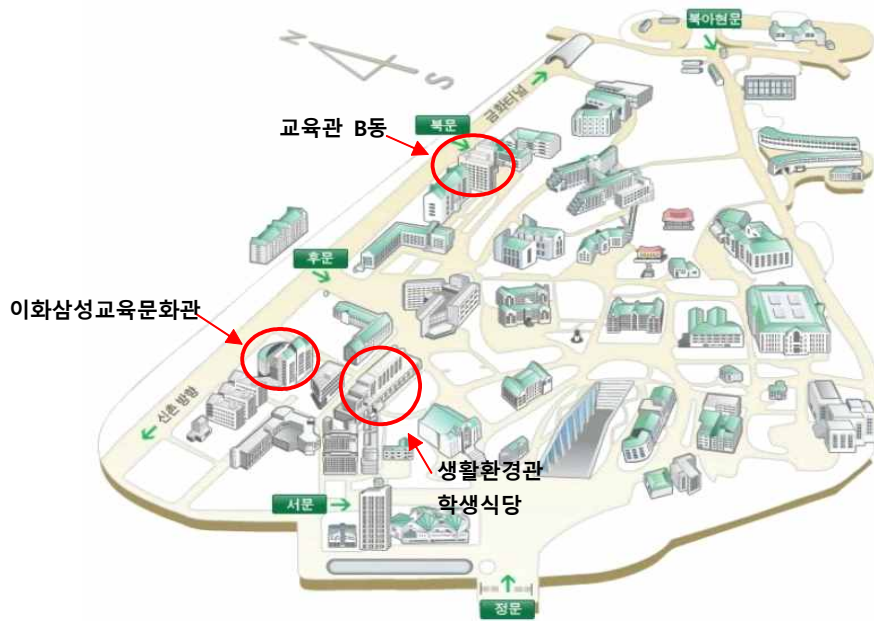 북아현문
N
S
금화터널
북문
교육관 B동
후문
이화삼성교육문화관
신촌 방향
생활환경관
학생식당
서문
정문